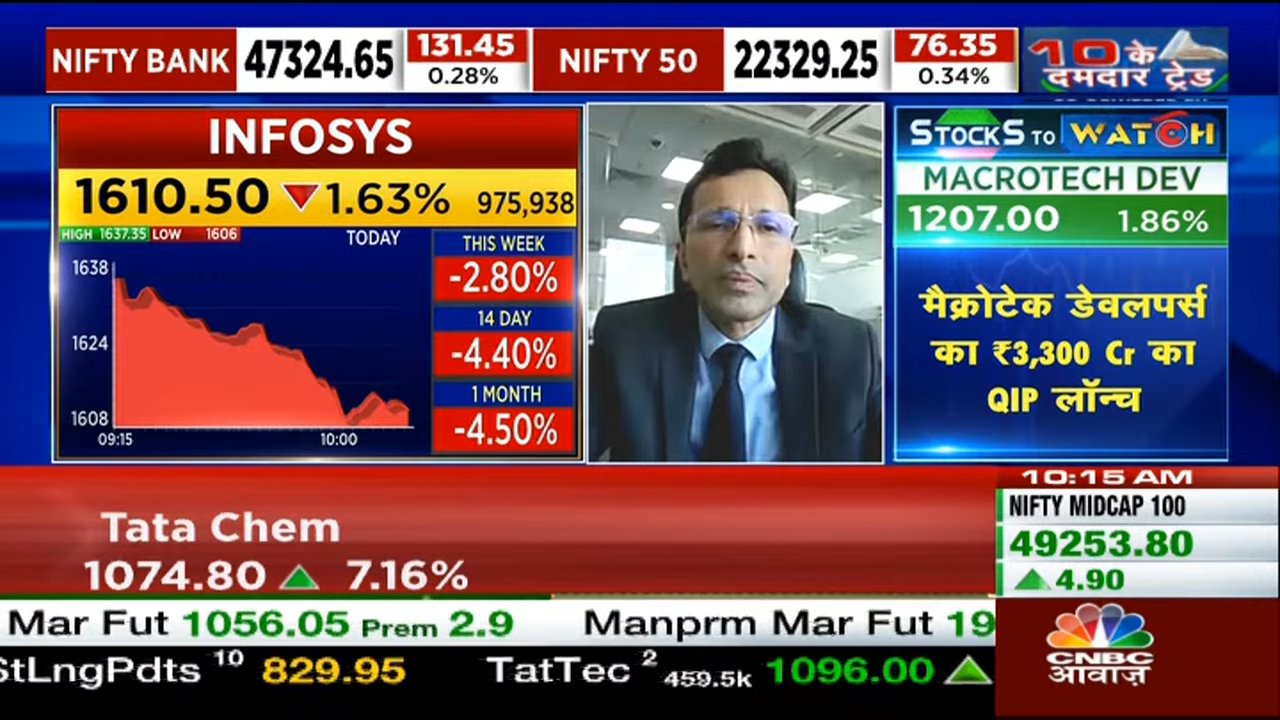 NIFTY BANK 47324.65 131.45 0.28% NIFTY 50 22329.25 76.35 0.34% 10 के दमदार ट्रेड
INFOSYS
1610.50 1.63% 975,938
HIGH 1637.35 LOW 1606 TODAY
1638
1624
1608
09:15 10:00
THIS WEEK
-2.80%
14 DAY
-4.40%
1 MONTH
-4.50%
STOCKS TO WATCH
MACROTECH DEV
1207.00 1.86%
मैक्रोटेक डेवलपर्स
का ₹3,300 Cr का
QIP लॉन्च
Tata Chem
1074.80 7.16%
10:15 AM
NIFTY MIDCAP 100
49253.80
4.90
Mar Fut 1056.05 Prem 2.9 Manprm Mar Fut 19
StLngPdts 10 829.95 TatTec 2 459.5k 1096.00
CNBC
आवाज़